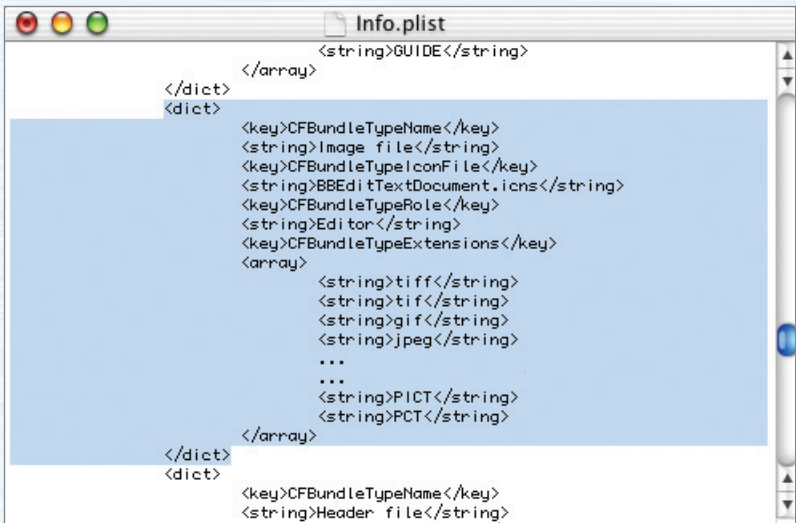 Info.plist
<string>GUIDE</string>
</array>
</dict>
<dict>
<key>CFBundleTypeName</key>
<string>Image file</string>
<key>CFBundleTypeIconFile</key>
<string>BBEditTextDocument.icns</string>
<key>CFBundleTypeRole</key>
<string>Editor</string>
<key>CFBundleTypeExtensions</key>
<array>
<string>tiff</string>
<string>tif</string>
<string>gif</string>
<string>jpeg</string>
...
...
<string>PICT</string>
<string>PCT</string>
</array>
</dict>
<dict>
<key>CFBundleTypeName</key>
<string>Header file</string>